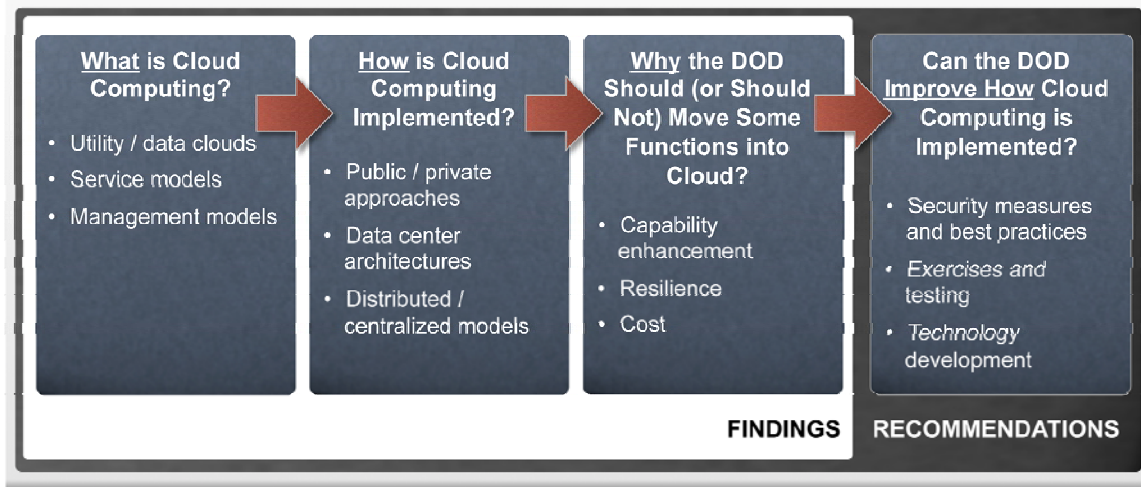 What is Cloud
Computing?
• Utility / data clouds
• Service models
• Management models
How is Cloud
Computing
Implemented?
• Public / private
approaches
• Data center
architectures
• Distributed /
centralized models
Why the DOD
Should (or Should
Not) Move Some
Functions into
Cloud?
• Capability
enhancement
• Resilience
• Cost
FINDINGS
Can the DOD
Improve How Cloud
Computing is
Implemented?
• Security measures
and best practices
• Exercises and
testing
• Technology
development
RECOMMENDATIONS